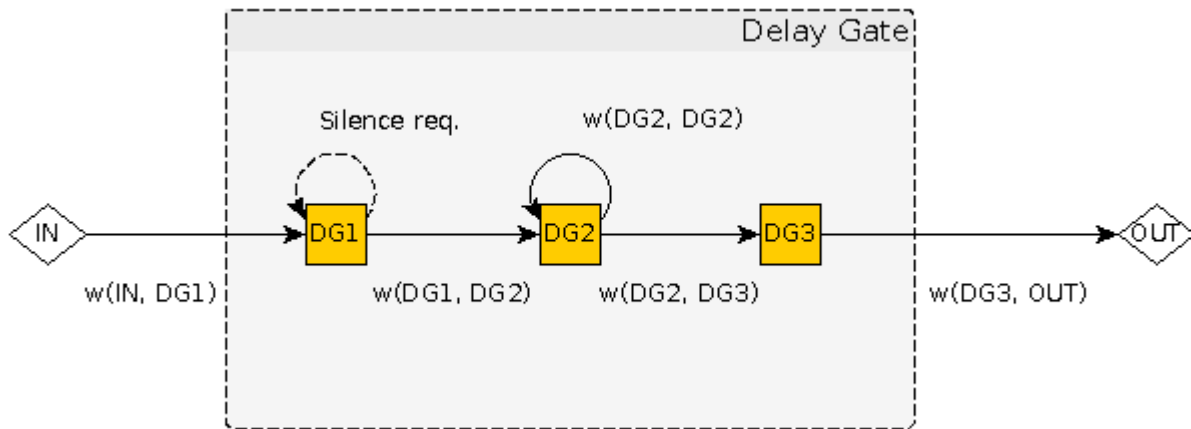 Delay Gate
Silence req.
w(DG2, DG2)
IN
DG1
DG2
DG3
OUT
w(IN, DG1)
w(DG1, DG2)
w(DG2, DG3)
w(DG3, OUT)